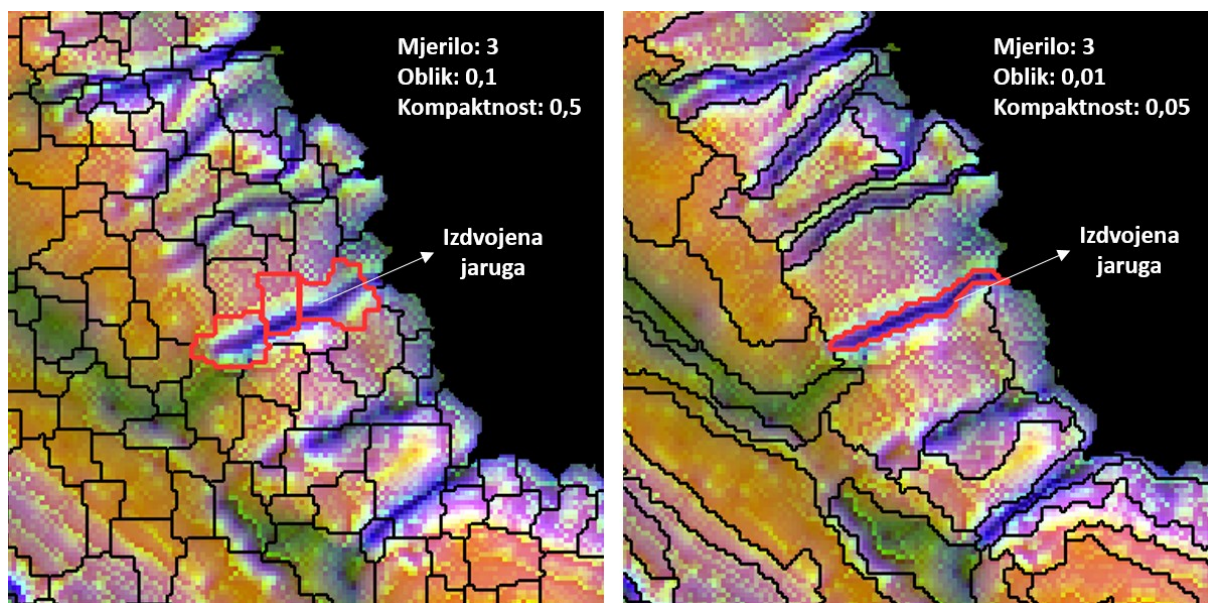 Mjerilo: 3
Oblik: 0,1
Kompaktnost: 0,5
Izdvojena
jaruga
Mjerilo: 3
Oblik: 0,01
Kompaktnost: 0,05
Izdvojena
jaruga